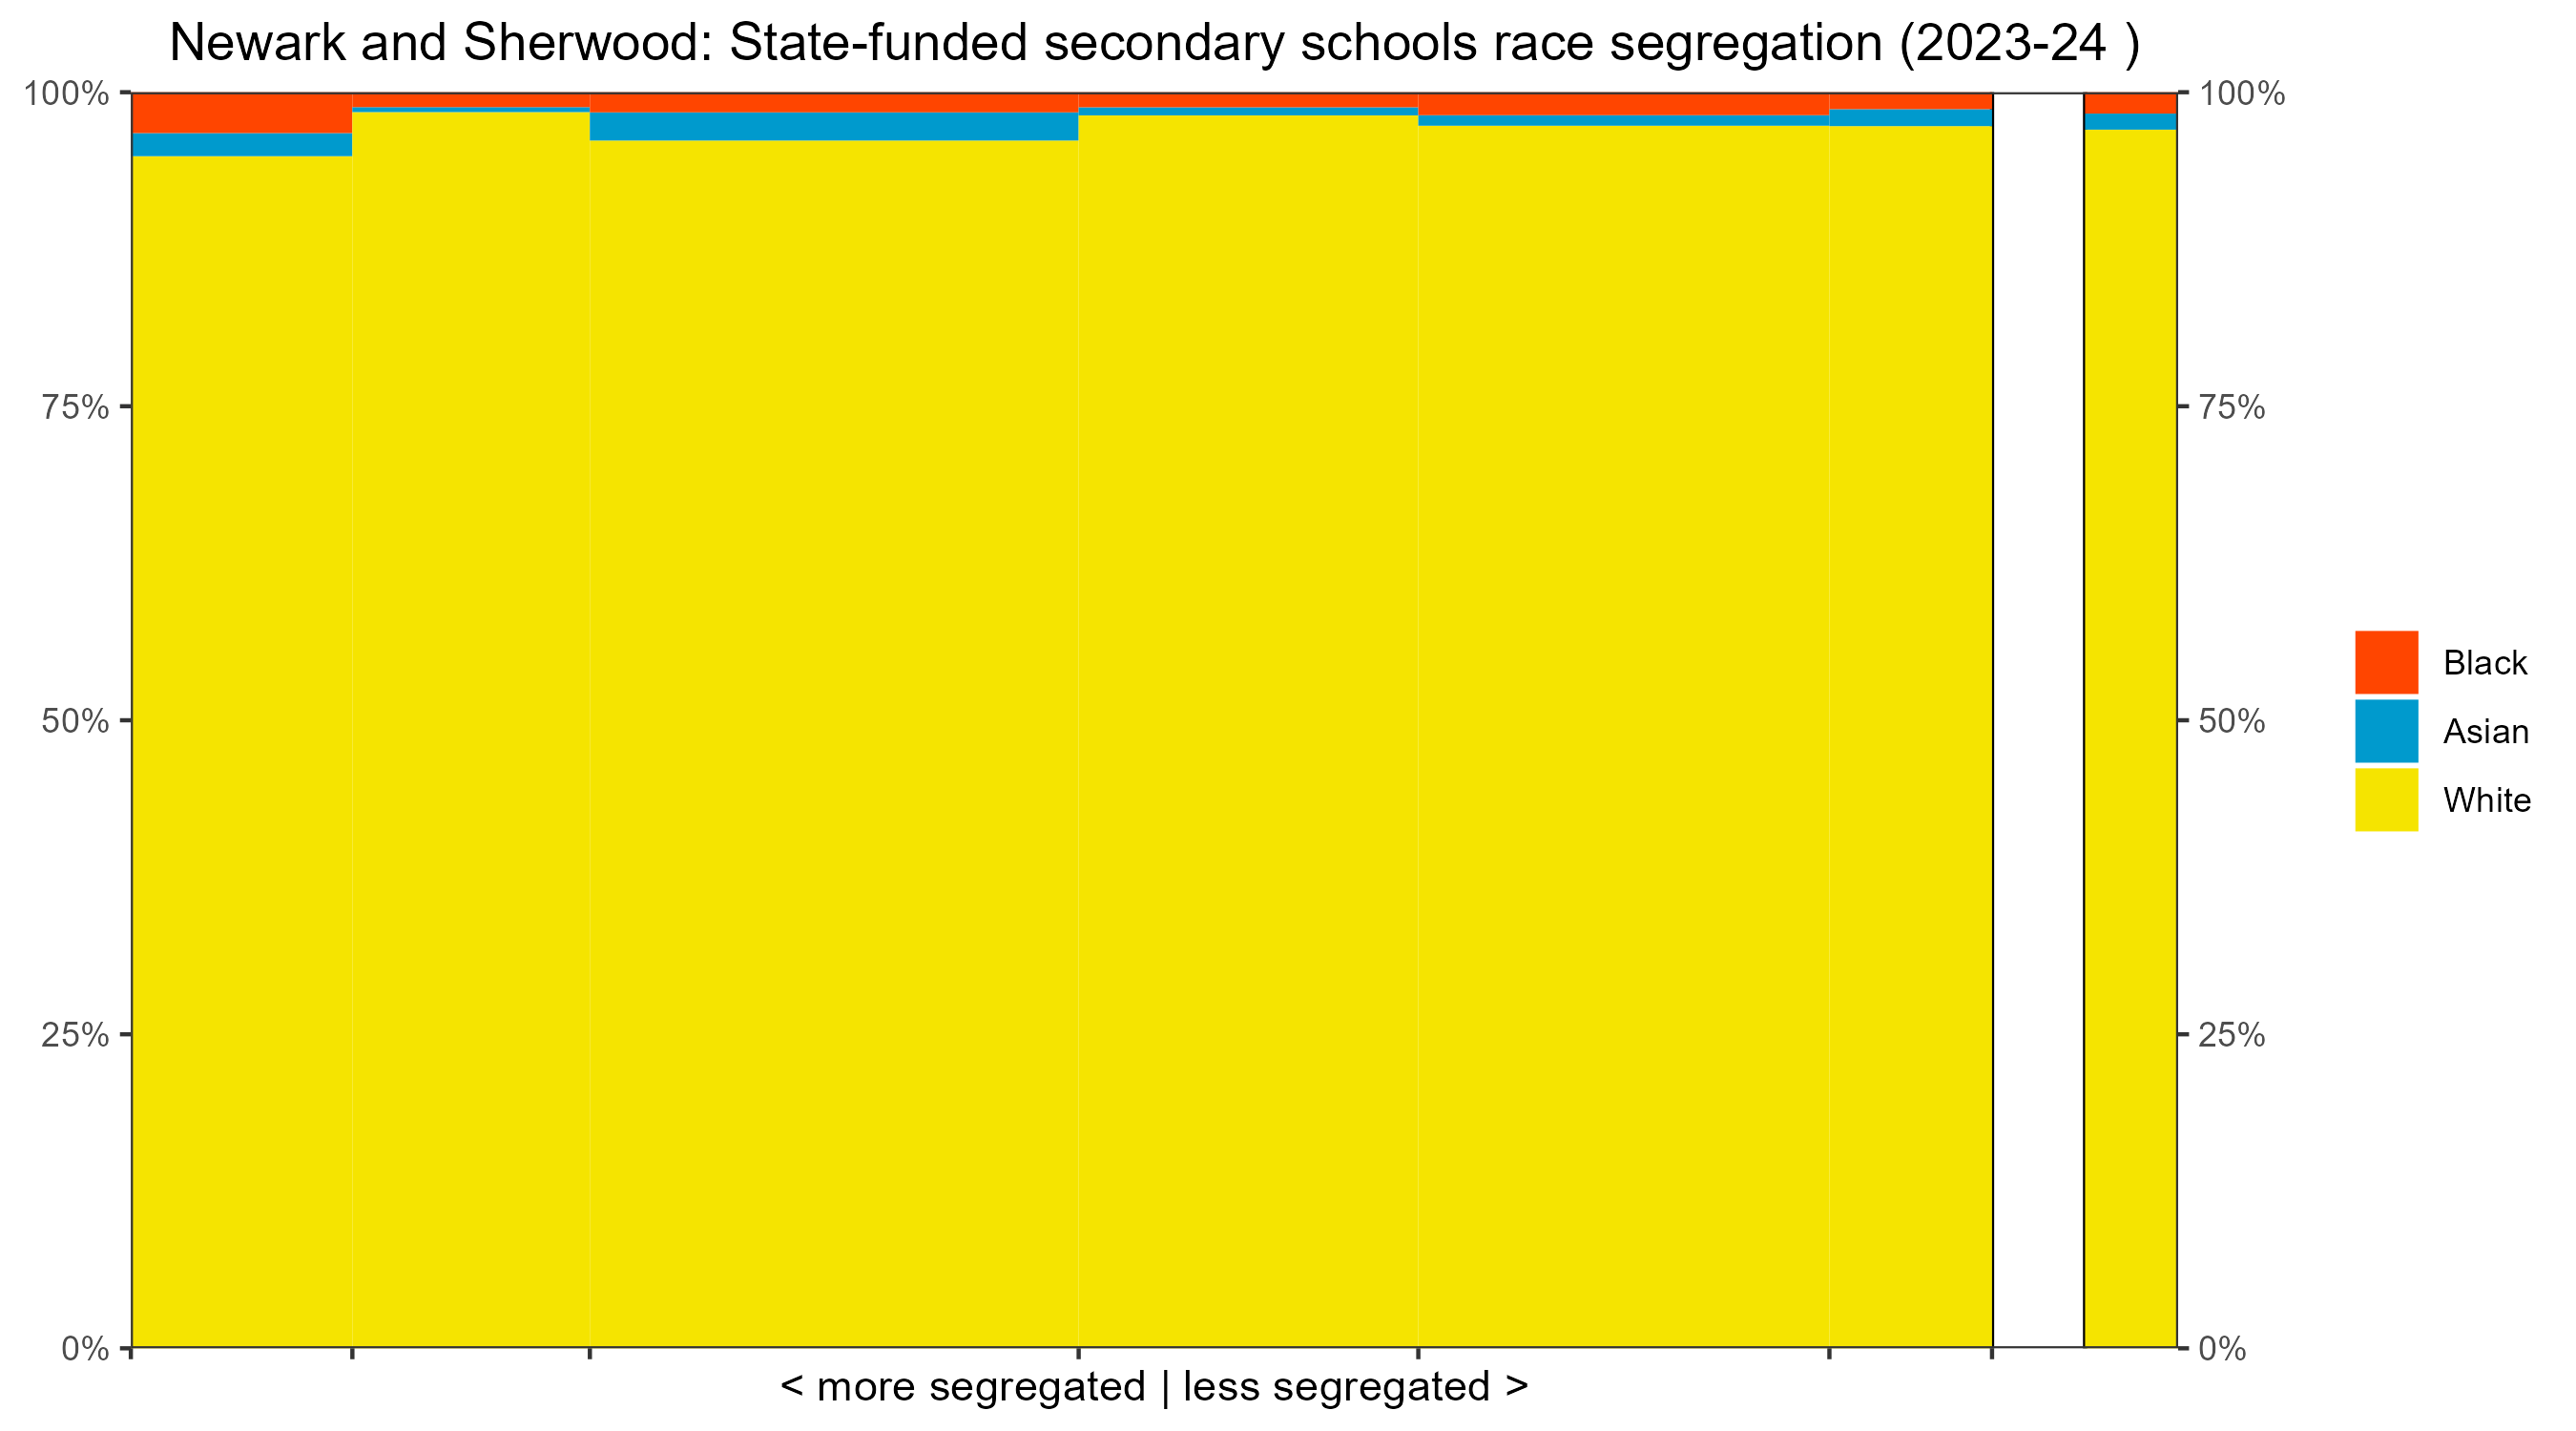 Newark and Sherwood: State-funded secondary schools race segregation (2023-24 )
100%
75%
50%
25%
0%
100%
75%
50%
25%
0%
Black
Asian
White
< more segregated | less segregated >